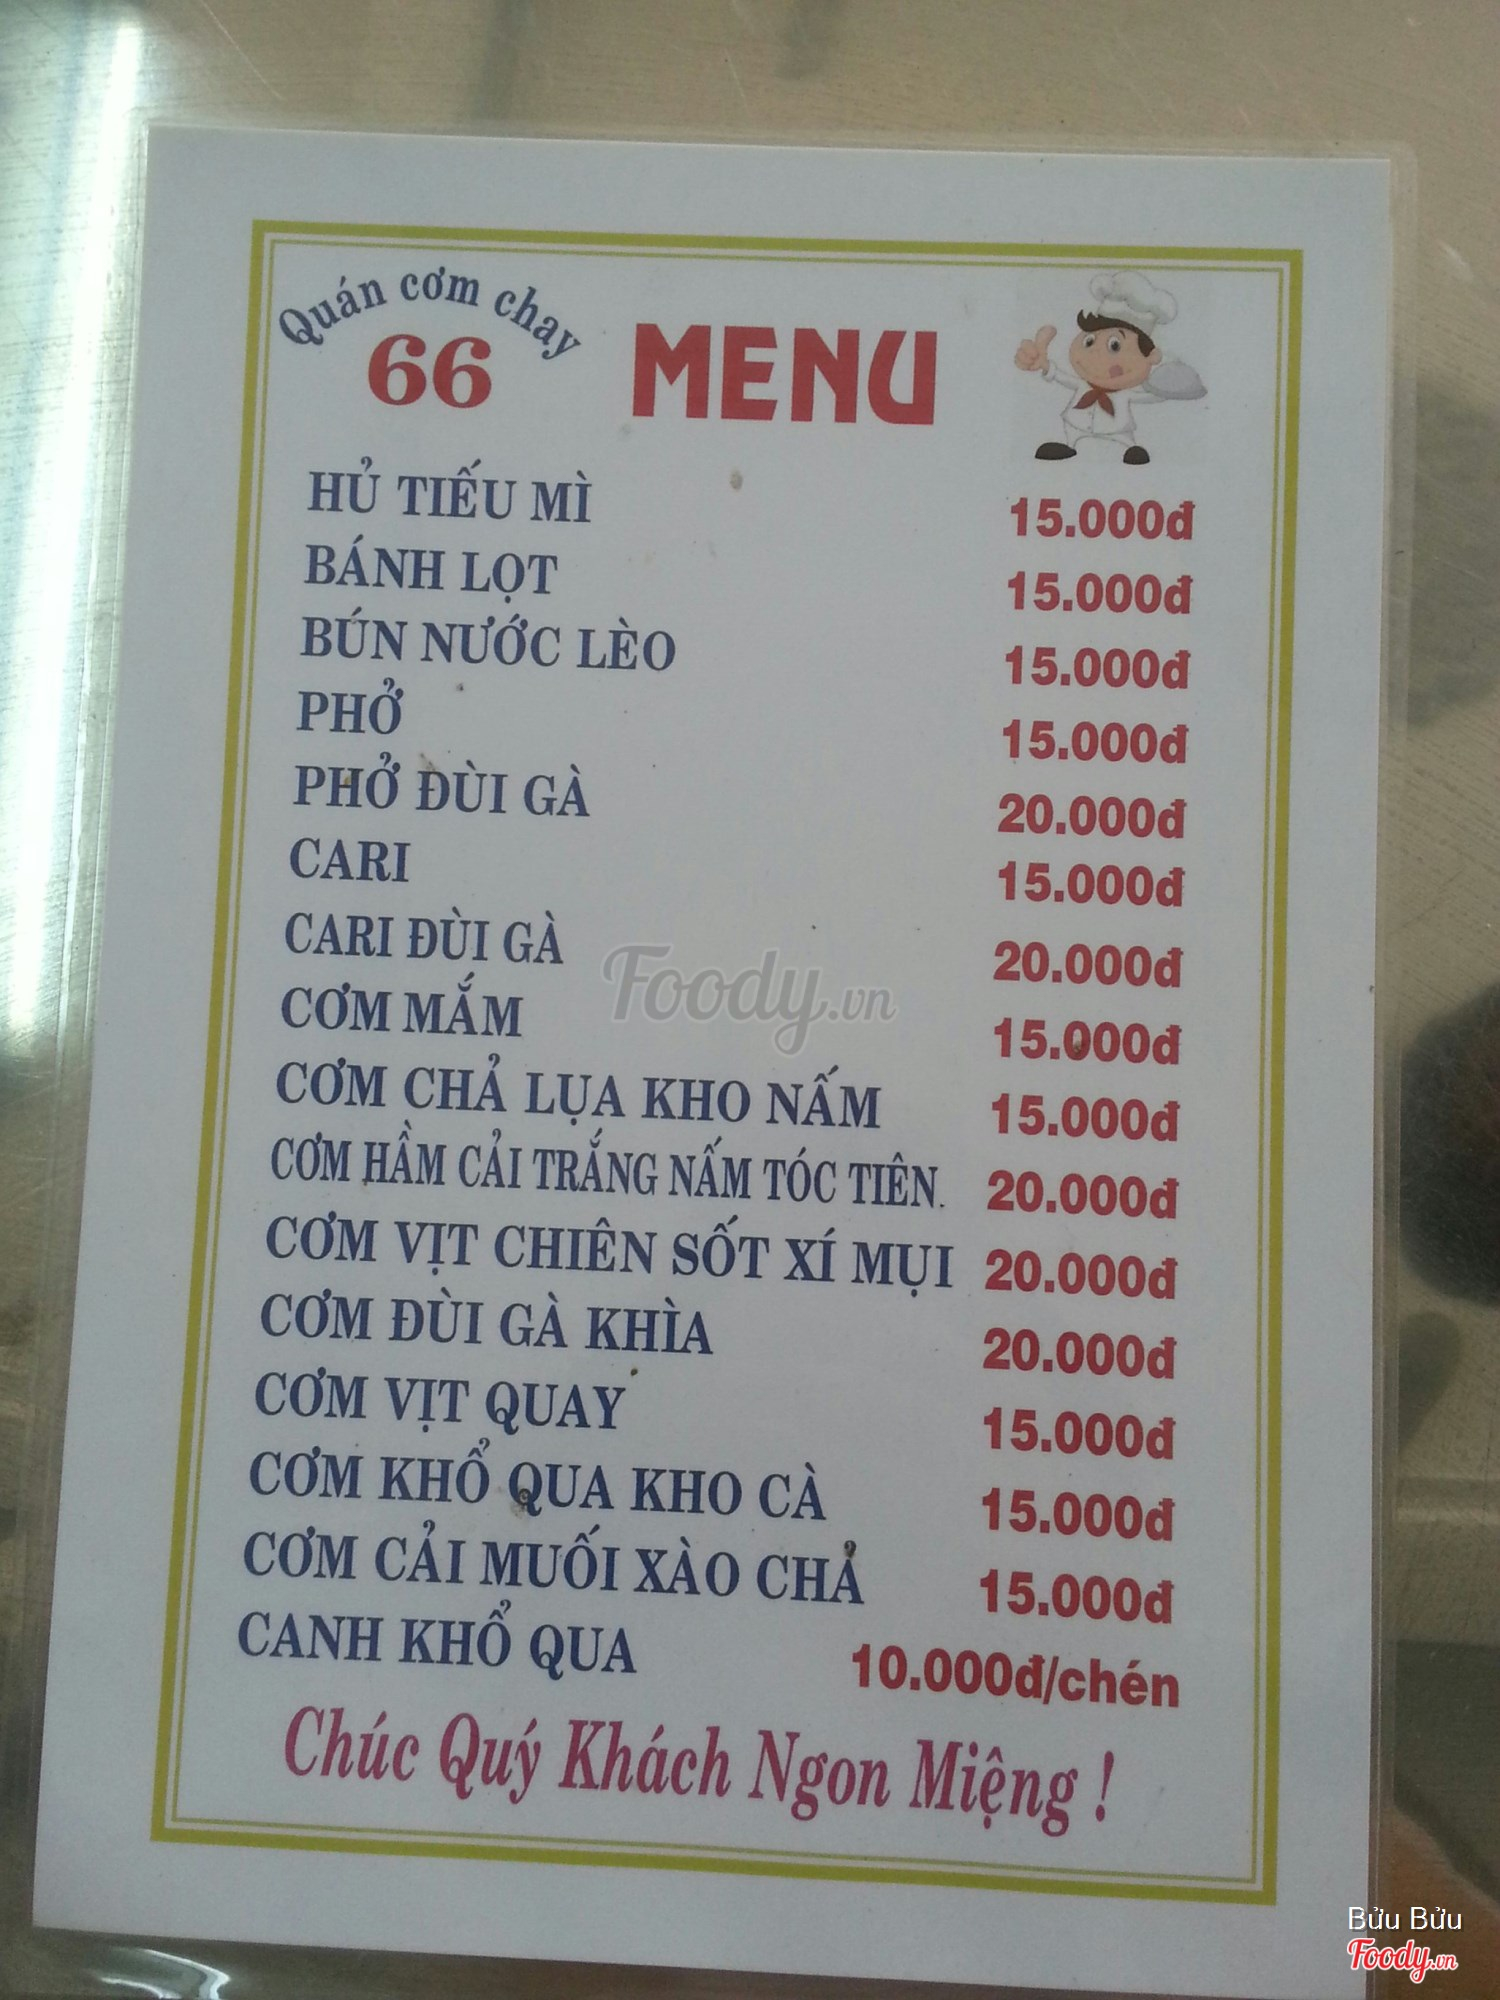 Quán cơm chay
66
MENU
HỦ TIẾU MÌ 15.000đ
BÁNH LỌT 15.000đ
BÚN NƯỚC LÈO 15.000đ
PHỞ 15.000đ
PHỞ ĐÙI GÀ 20.000đ
CARI 15.000đ
CARI ĐÙI GÀ 20.000đ
CƠM MẮM 15.000đ
CƠM CHẢ LỤA KHO NẤM 15.000đ
CƠM HẦM CẢI TRẮNG NẤM TÓC TIÊN. 20.000đ
CƠM VỊT CHIÊN SỐT XÍ MỤI 20.000đ
CƠM ĐÙI GÀ KHÌA 20.000đ
CƠM VỊT QUAY 15.000đ
CƠM KHỔ QUA KHO CÀ 15.000đ
CƠM CẢI MUỐI XÀO CHẢ 15.000đ
CANH KHỔ QUA 10.000đ/chén
Chúc Quý Khách Ngon Miệng !
Foody.vn
Bửu Bửu
Foody.vn